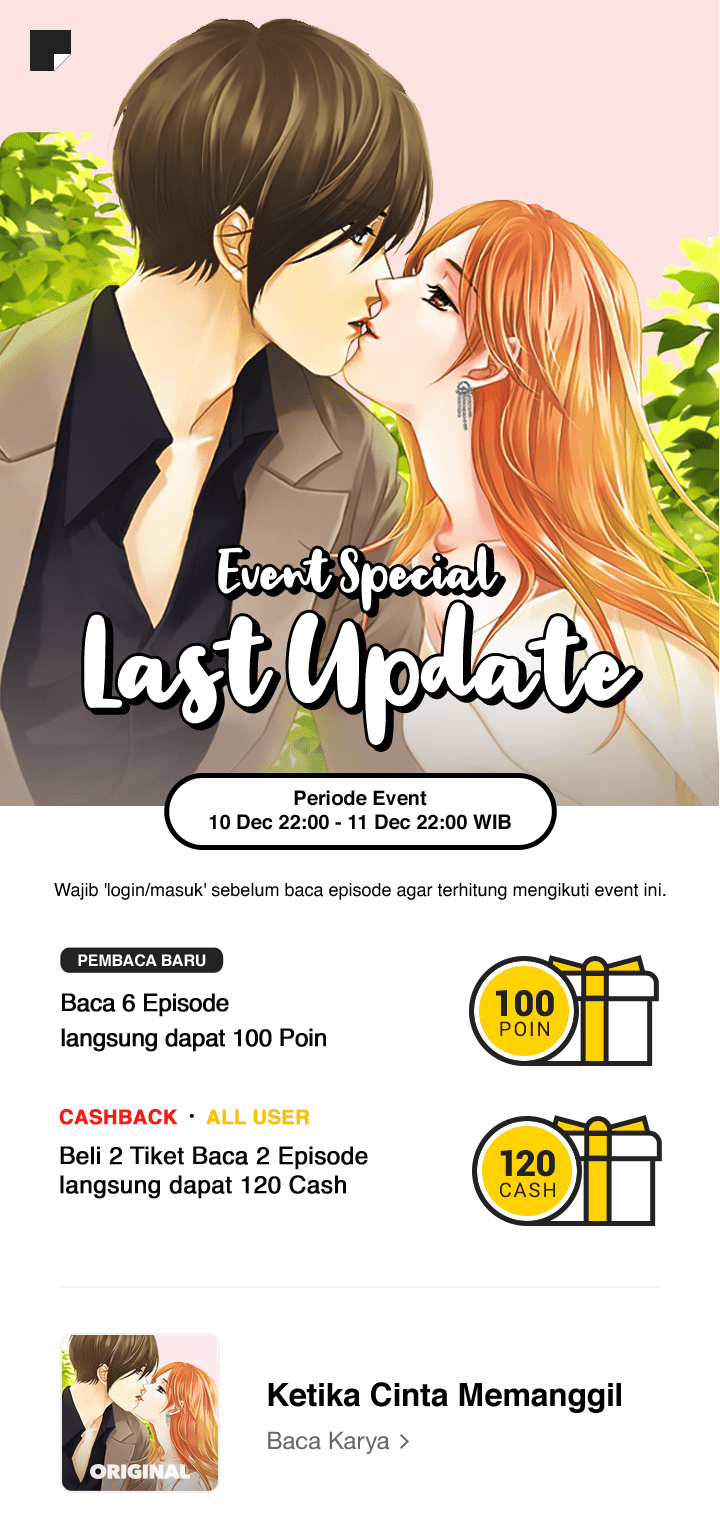 Event Special
Last Update
Periode Event
10 Dec 22:00 - 11 Dec 22:00 WIB
Wajib 'login/masuk' sebelum baca episode agar terhitung mengikuti event ini.
PEMBACA BARU
Baca 6 Episode
langsung dapat 100 Poin
100
POIN
CASHBACK · ALL USER
Beli 2 Tiket Baca 2 Episode
langsung dapat 120 Cash
120
CASH
ORIGINAL
Ketika Cinta Memanggil
Baca Karya >